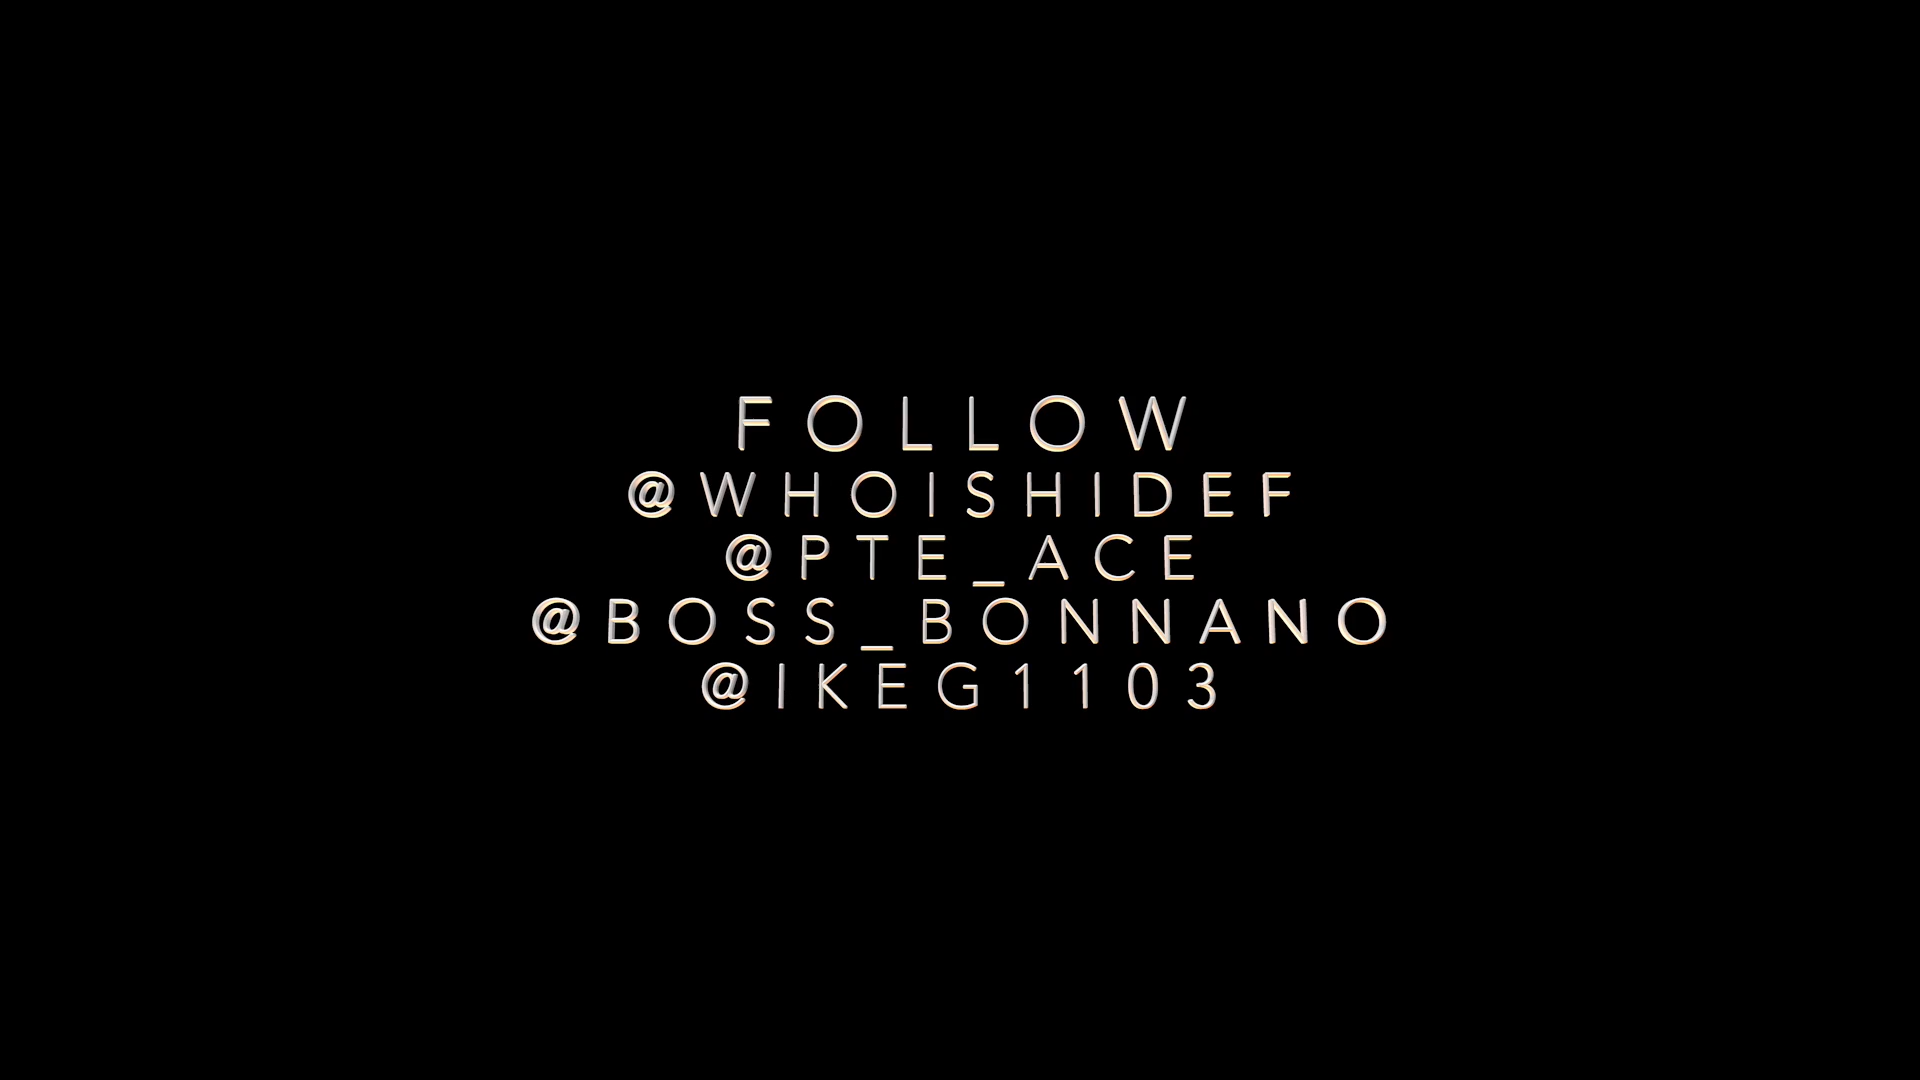 FOLLOW
@WHOISHIDEF
@PTE_ACE
@BOSS_BONNANO
@IKEG1103